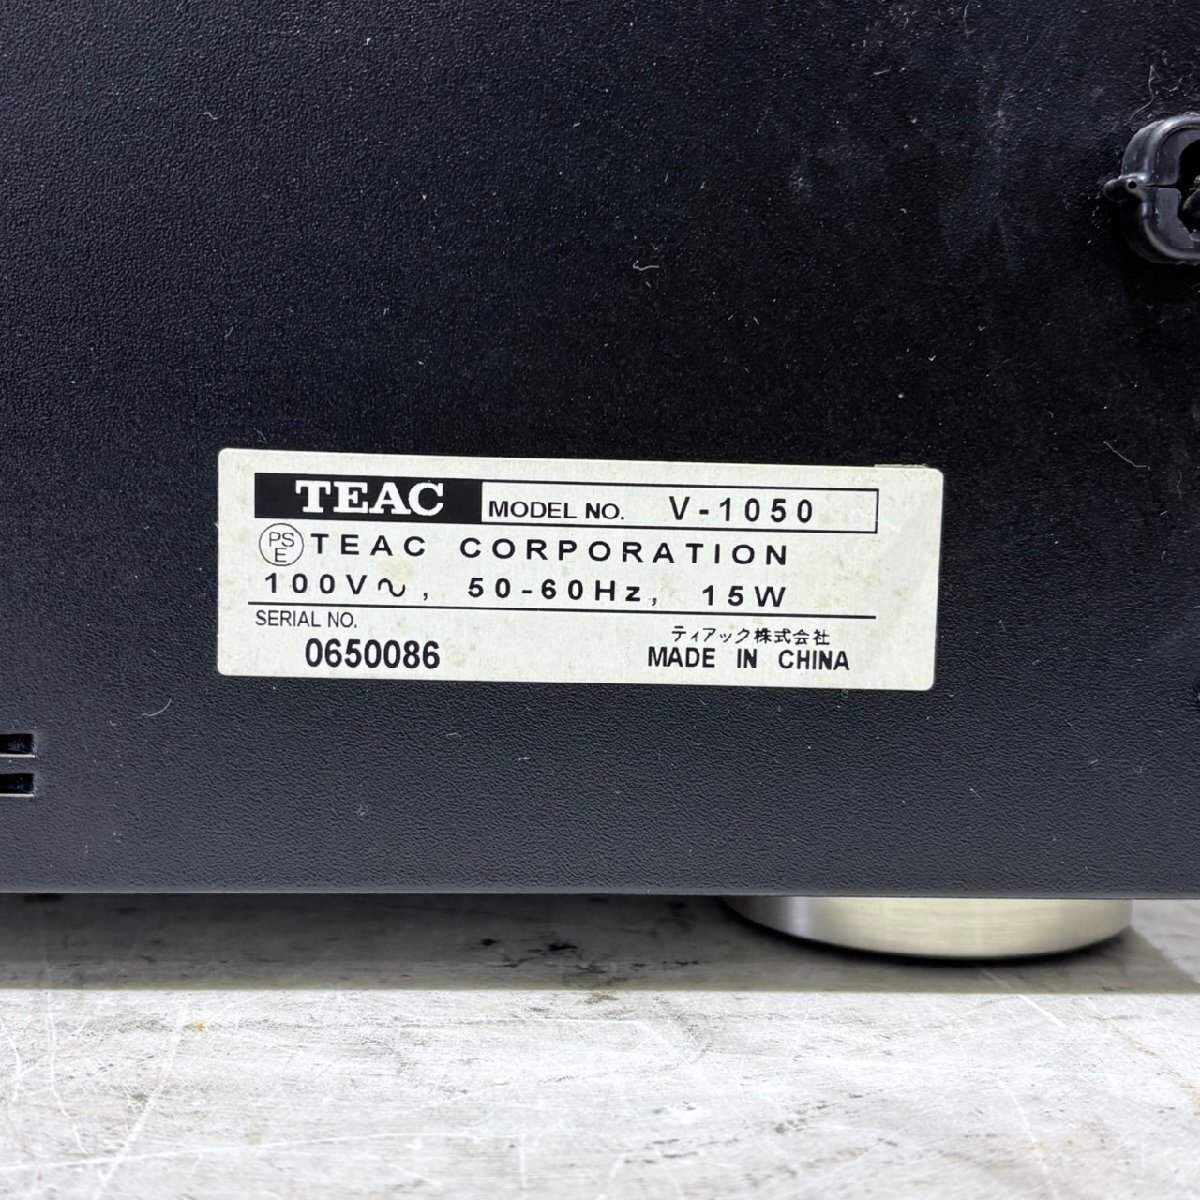 TEAC MODEL NO. V-1050
PS E TEAC CORPORATION
100V～, 50-60Hz, 15W
SERIAL NO.
0650086
ティアック株式会社
MADE IN CHINA